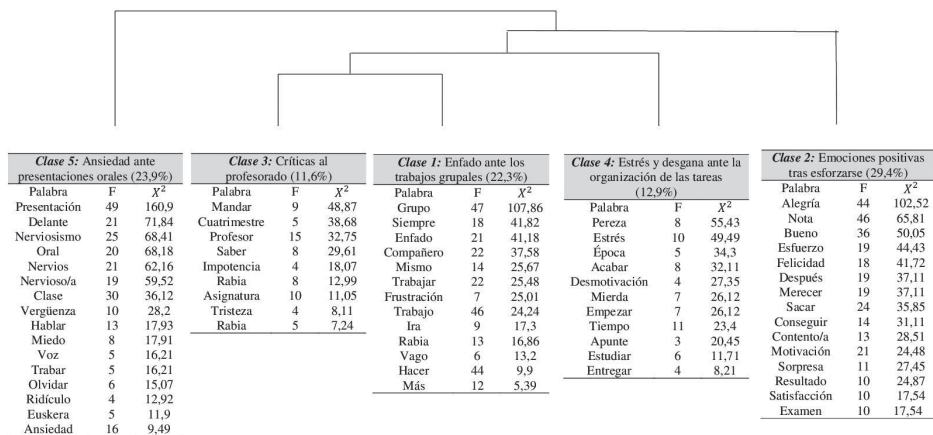 Clase 5: Ansiedad ante
presentaciones orales (23,9%)
Palabra F X²
Presentación 49 160,9
Delante 21 71,84
Nerviosismo 25 68,41
Oral 20 68,18
Nervios 21 62,16
Nervioso/a 19 59,52
Clase 30 36,12
Vergüenza 10 28,2
Hablar 13 17,93
Miedo 8 17,91
Voz 5 16,21
Trabar 5 16,21
Olvidar 6 15,07
Ridículo 4 12,92
Euskera 5 11,9
Ansiedad 16 9,49
Clase 3: Críticas al
profesorado (11,6%)
Palabra F X²
Mandar 9 48,87
Cuatrimestre 5 38,68
Profesor 15 32,75
Saber 8 29,61
Impotencia 4 18,07
Rabia 8 12,99
Asignatura 10 11,05
Tristeza 4 8,11
Rabia 5 7,24
Clase 1: Enfado ante los
trabajos grupales (22,3%)
Palabra F X²
Grupo 47 107,86
Siempre 18 41,82
Enfado 21 41,18
Compañero 22 37,58
Mismo 14 25,67
Trabajar 22 25,48
Frustración 7 25,01
Trabajo 46 24,24
Ira 9 17,3
Rabia 13 16,86
Vago 6 13,2
Hacer 44 9,9
Más 12 5,39
Clase 4: Estrés y desgana ante la
organización de las tareas
(12,9%)
Palabra F X²
Pereza 8 55,43
Estrés 10 49,49
Época 5 34,3
Acabar 8 32,11
Desmotivación 4 27,35
Mierda 7 26,12
Empezar 7 26,12
Tiempo 11 23,4
Apunte 3 20,45
Estudiar 6 11,71
Entregar 4 8,21
Clase 2: Emociones positivas
tras esforzarse (29,4%)
Palabra F X²
Alegría 44 102,52
Nota 46 65,81
Bueno 36 50,05
Esfuerzo 19 44,43
Felicidad 18 41,72
Después 19 37,11
Merecer 19 37,11
Sacar 24 35,85
Conseguir 14 31,11
Contento/a 13 28,51
Motivación 21 24,48
Sorpresa 11 27,45
Resultado 10 24,87
Satisfacción 10 17,54
Examen 10 17,54